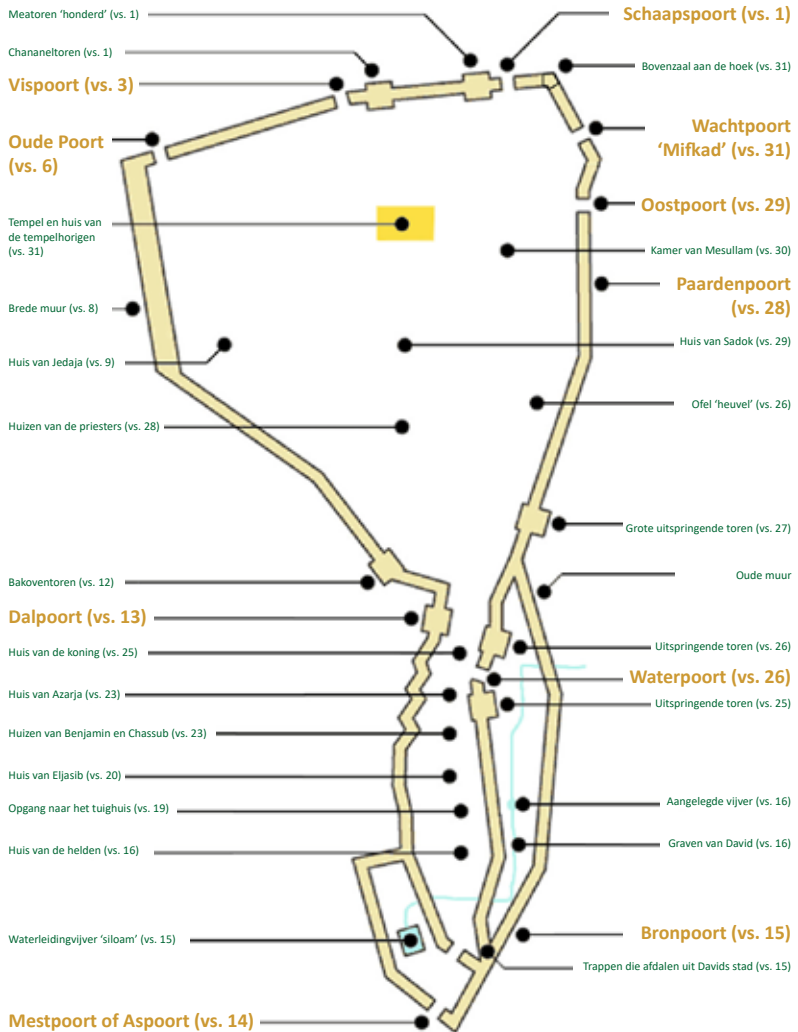 Meatoren ‘honderd’ (vs. 1)
Chananeltoren (vs. 1)
Vispoort (vs. 3)
Oude Poort
(vs. 6)
Tempel en huis van
de tempelhorigen
(vs. 31)
Brede muur (vs. 8)
Huis van Jedaja (vs. 9)
Huizen van de priesters (vs. 28)
Bakoventoren (vs. 12)
Dalpoort (vs. 13)
Huis van de koning (vs. 25)
Huis van Azarja (vs. 23)
Huizen van Benjamin en Chassub (vs. 23)
Huis van Eljasib (vs. 20)
Opgang naar het tuighuis (vs. 19)
Huis van de helden (vs. 16)
Waterleidingvijver ‘siloam’ (vs. 15)
Mestpoort of Aspoort (vs. 14)
Schaapspoort (vs. 1)
Bovenzaal aan de hoek (vs. 31)
Wachtpoort
‘Mifkad’ (vs. 31)
Oostpoort (vs. 29)
Kamer van Mesullam (vs. 30)
Paardenpoort
(vs. 28)
Huis van Sadok (vs. 29)
Ofel ‘heuvel’ (vs. 26)
Grote uitspringende toren (vs. 27)
Oude muur
Uitspringende toren (vs. 26)
Waterpoort (vs. 26)
Uitspringende toren (vs. 25)
Aangelegde vijver (vs. 16)
Graven van David (vs. 16)
Bronpoort (vs. 15)
Trappen die afdalen uit Davids stad (vs. 15)